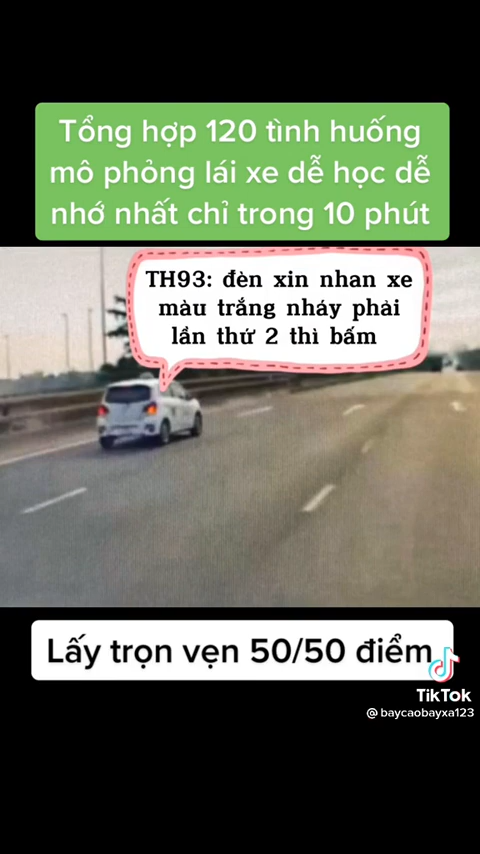 Tổng hợp 120 tình huống
mô phỏng lái xe dễ học dễ
nhớ nhất chỉ trong 10 phút
TH93: đèn xin nhan xe
màu trắng nháy phải
lần thứ 2 thì bấm
Lấy trọn vẹn 50/50 điểm
TikTok
@baycaobayxa123